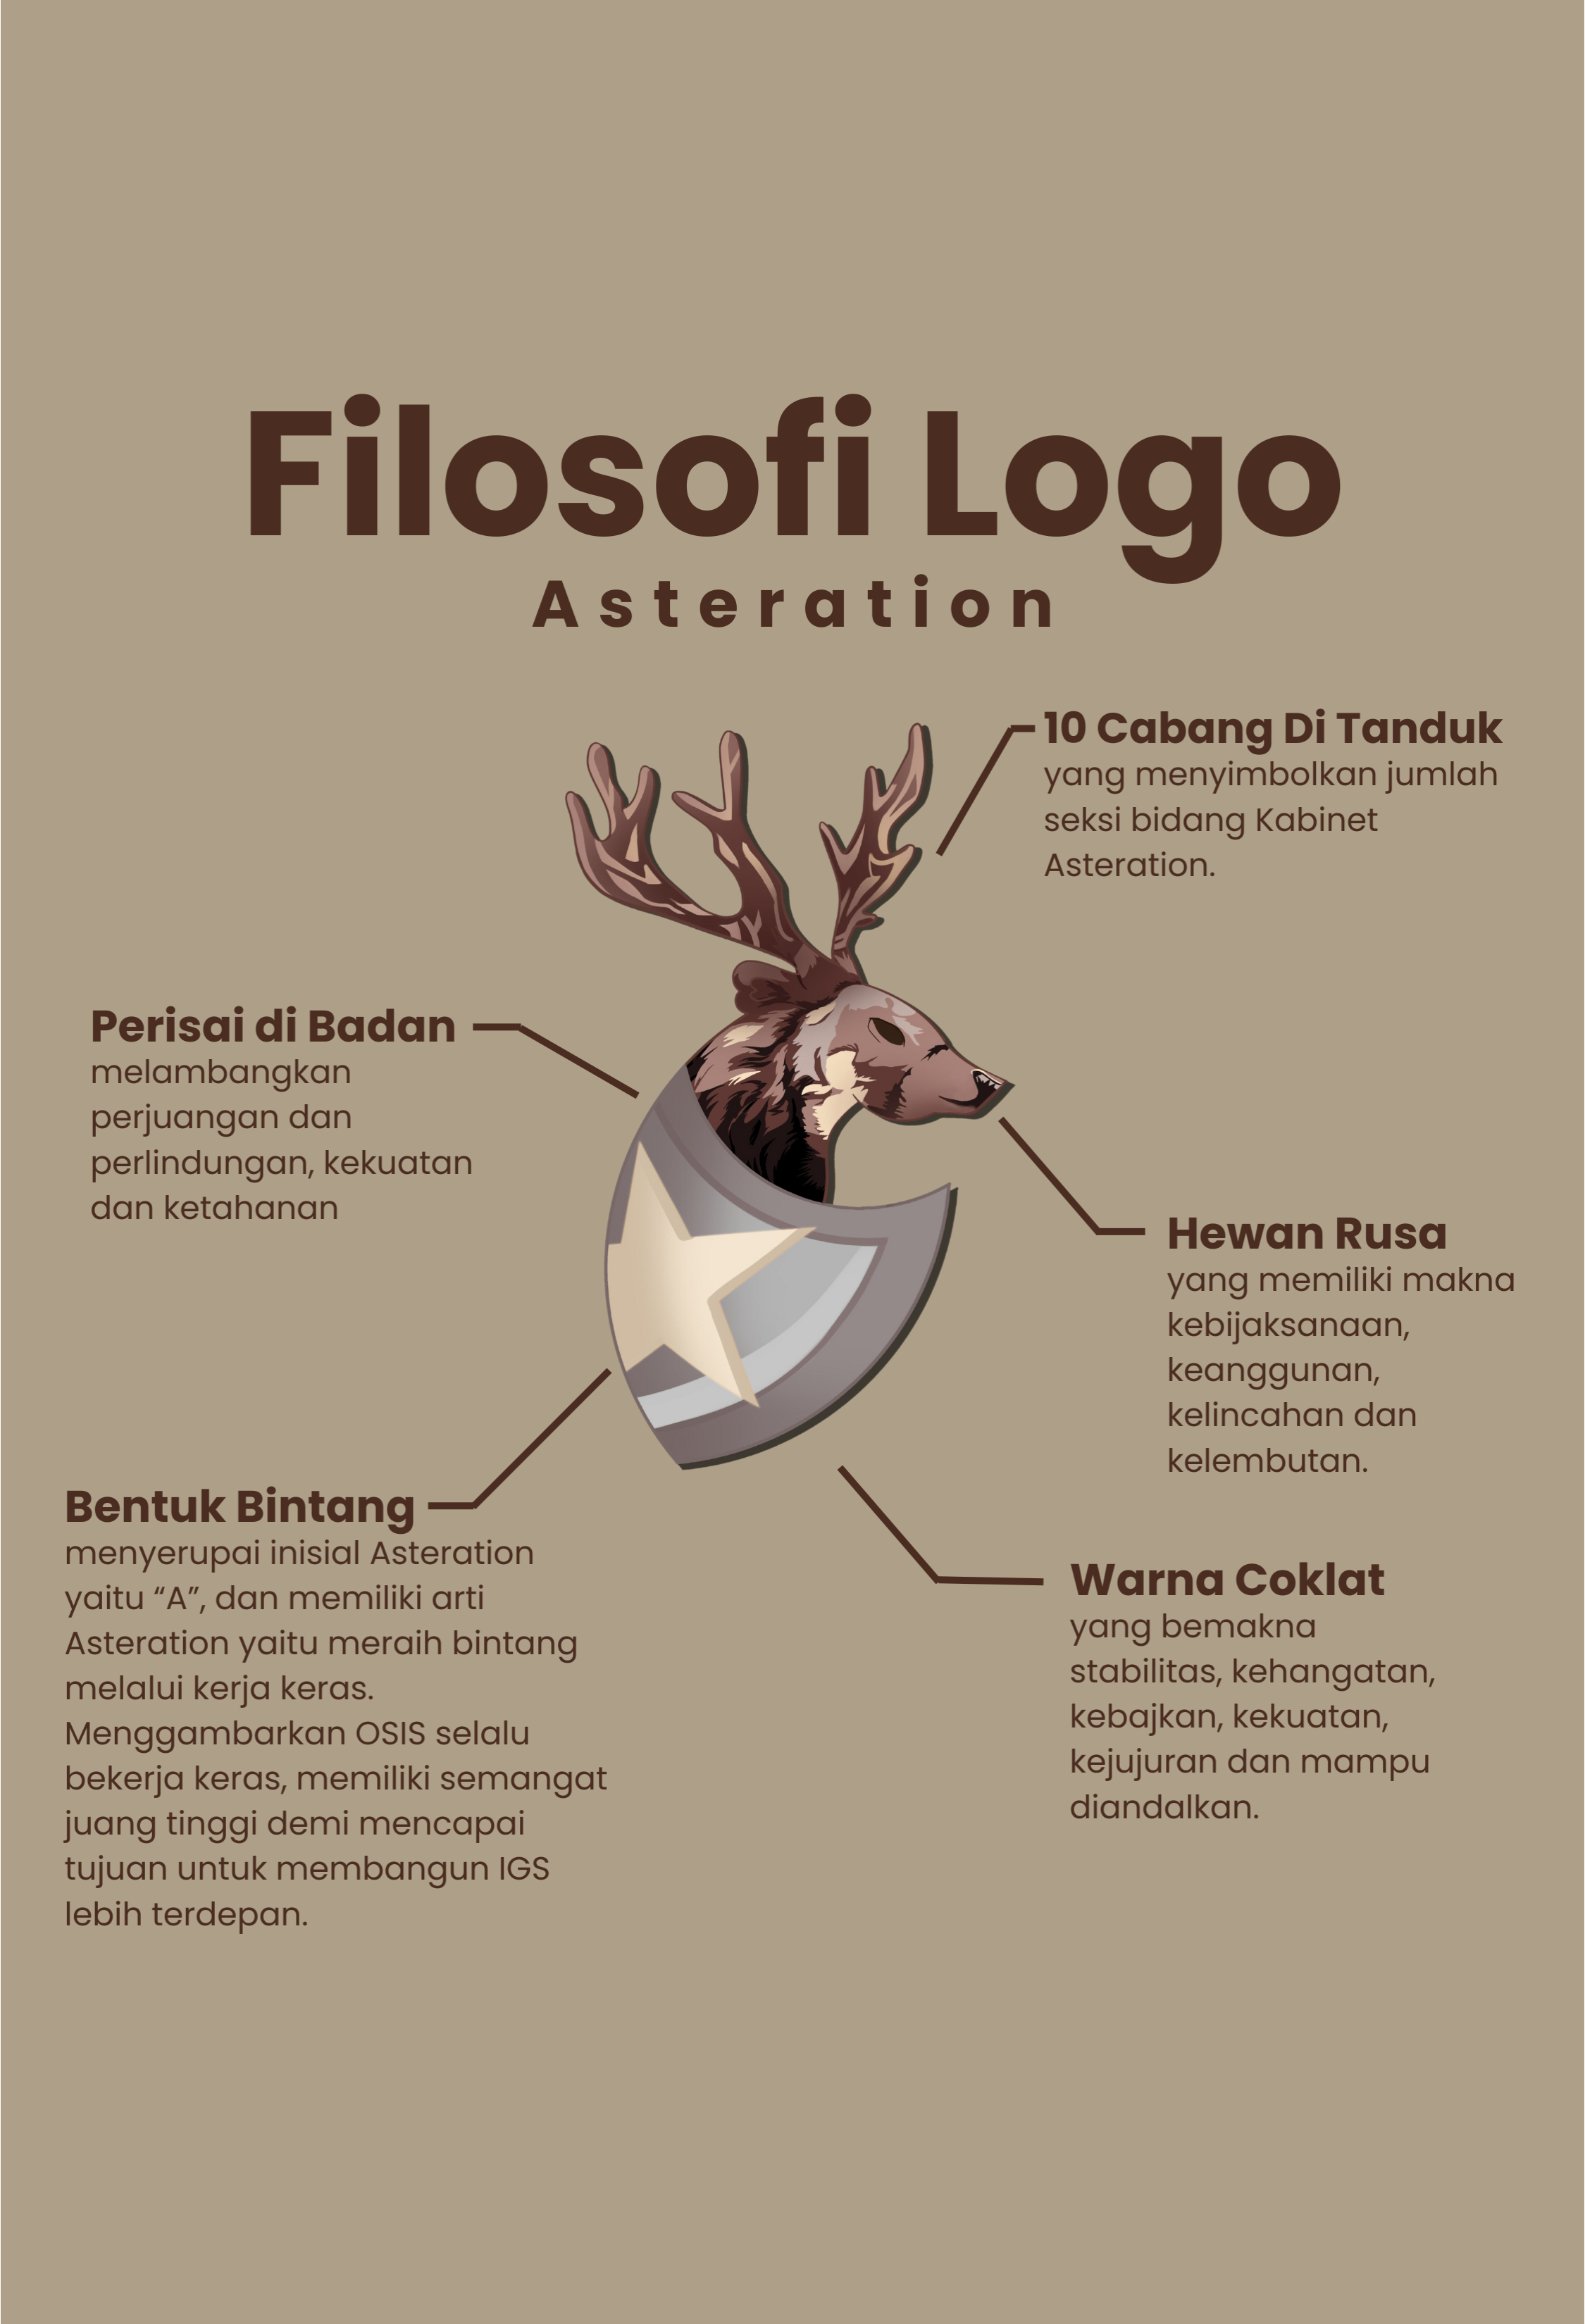 Filosofi Logo
Asteration
10 Cabang Di Tanduk
yang menyimbolkan jumlah
seksi bidang Kabinet
Asteration.
Perisai di Badan
melambangkan
perjuangan dan
perlindungan, kekuatan
dan ketahanan
Hewan Rusa
yang memiliki makna
kebijaksanaan,
keanggunan,
kelincahan dan
kelembutan.
Bentuk Bintang
menyerupai inisial Asteration
yaitu “A”, dan memiliki arti
Asteration yaitu meraih bintang
melalui kerja keras.
Menggambarkan OSIS selalu
bekerja keras, memiliki semangat
juang tinggi demi mencapai
tujuan untuk membangun IGS
lebih terdepan.
Warna Coklat
yang bemakna
stabilitas, kehangatan,
kebajkan, kekuatan,
kejujuran dan mampu
diandalkan.